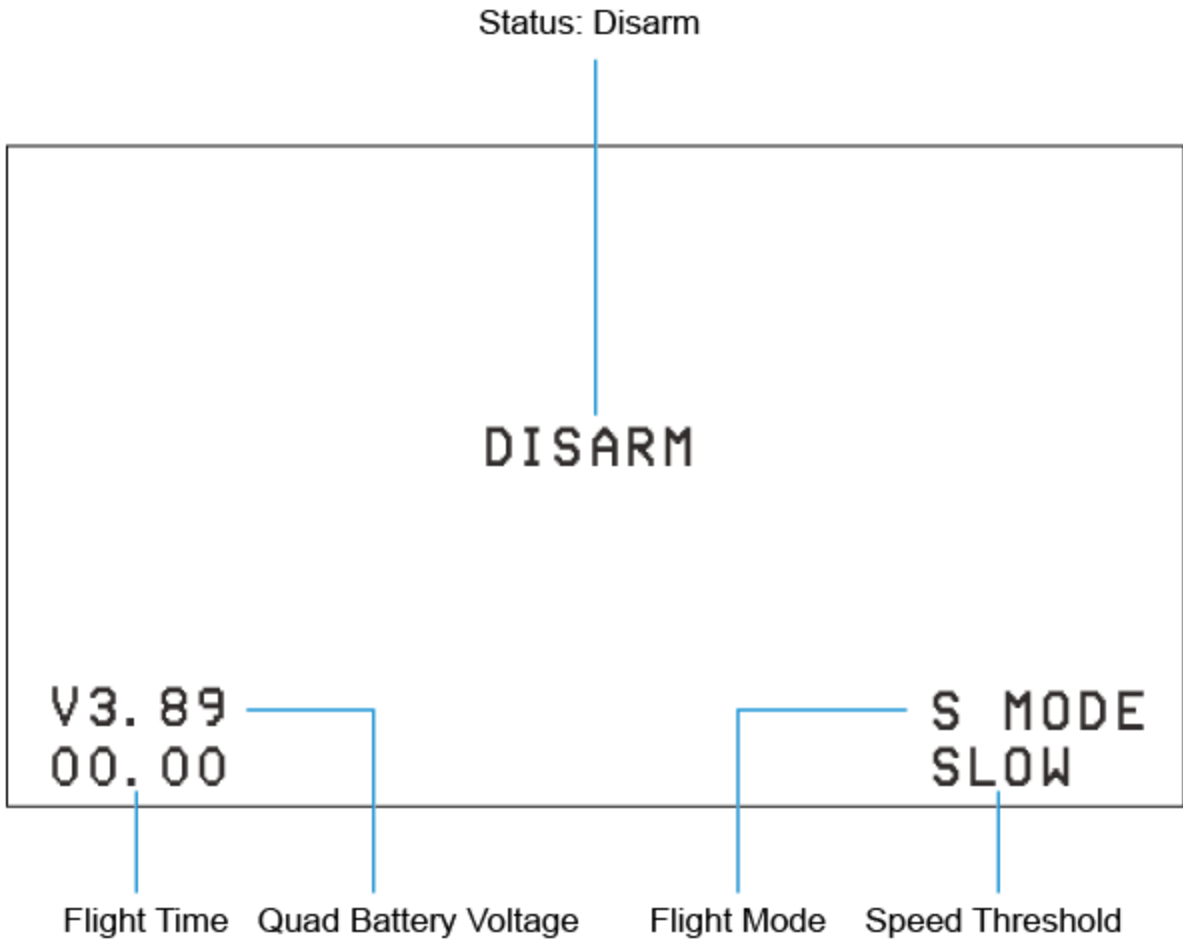 Status: Disarm
DISARM
V3.89
S MODE
00.00
SLOW
Flight Time
Quad Battery Voltage
Flight Mode
Speed Threshold